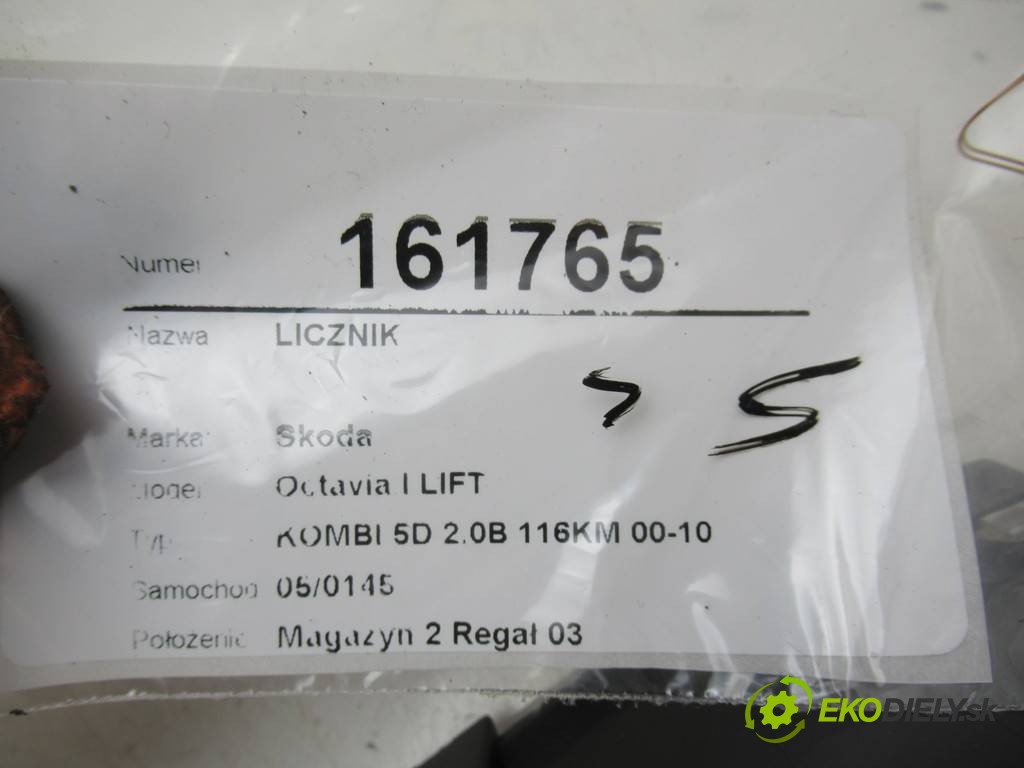 Numer 161765
Nazwa LICZNIK
Marka Skoda
Model Octavia I LIFT
Typ KOMBI 5D 2.0B 116KM 00-10
Samochod 05/0145
Położenie Magazyn 2 Regał 03
EKODIELY.sk